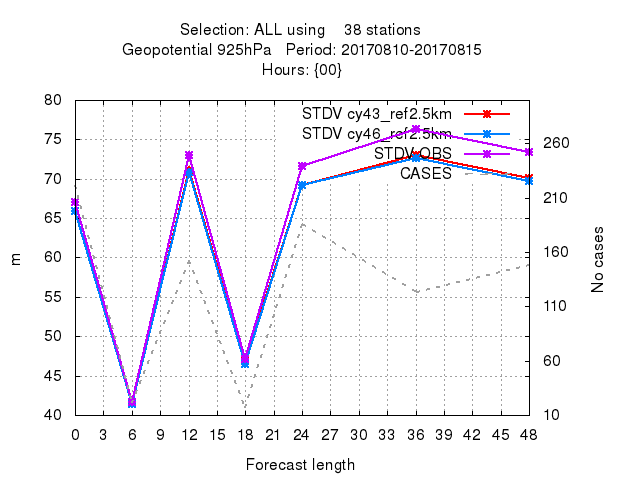 Selection: ALL using    38 stations
Geopotential 925hPa   Period: 20170810-20170815
Hours: {00}
STDV cy43_ref2.5km
STDV cy46_ref2.5km
STDV OBS
CASES
80
75
70
65
60
55
50
45
40
260
210
160
110
60
10
m
No cases
0 3 6 9 12 15 18 21 24 27 30 33 36 39 42 45 48
Forecast length